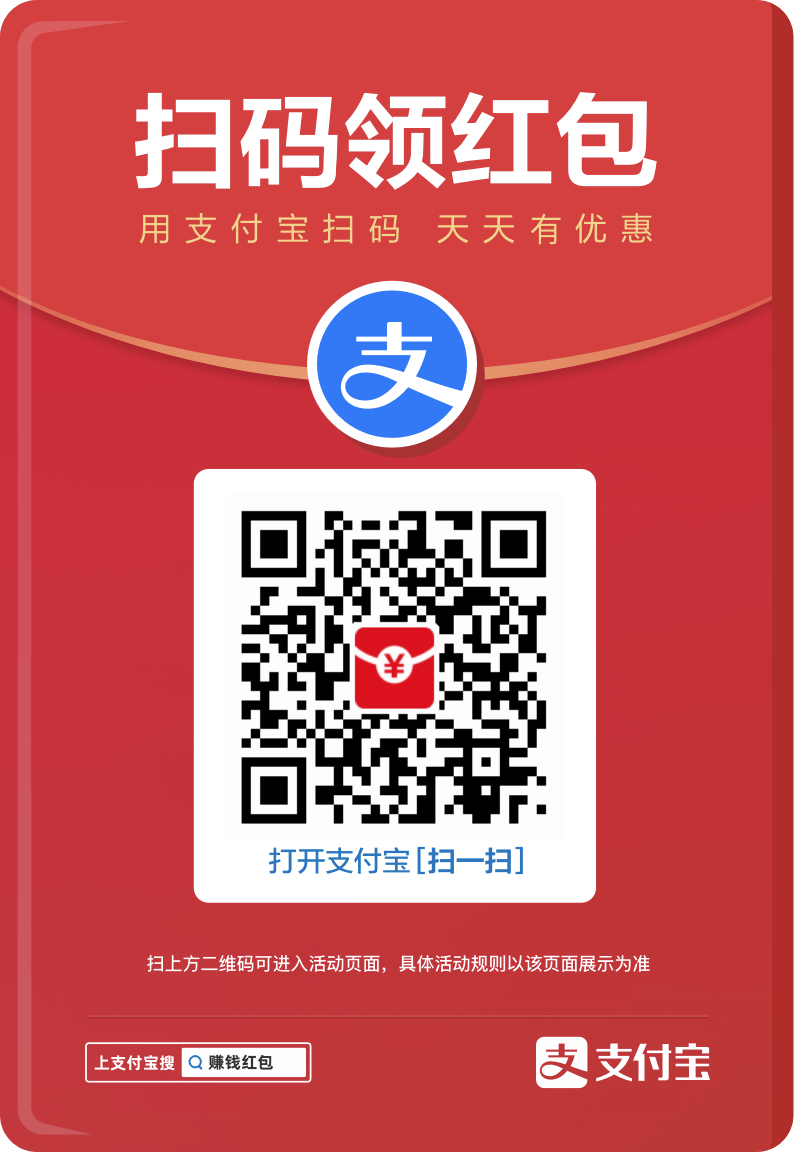 扫码领红包
用支付宝扫码 天天有优惠
支
¥
打开支付宝[扫一扫]
扫上方二维码可进入活动页面，具体活动规则以该页面展示为准
上支付宝搜 赚钱红包
支 支付宝